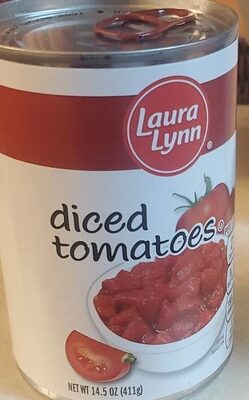 Laura
Lynn®
diced
tomatoes
NET WT 14.5 OZ (411g)